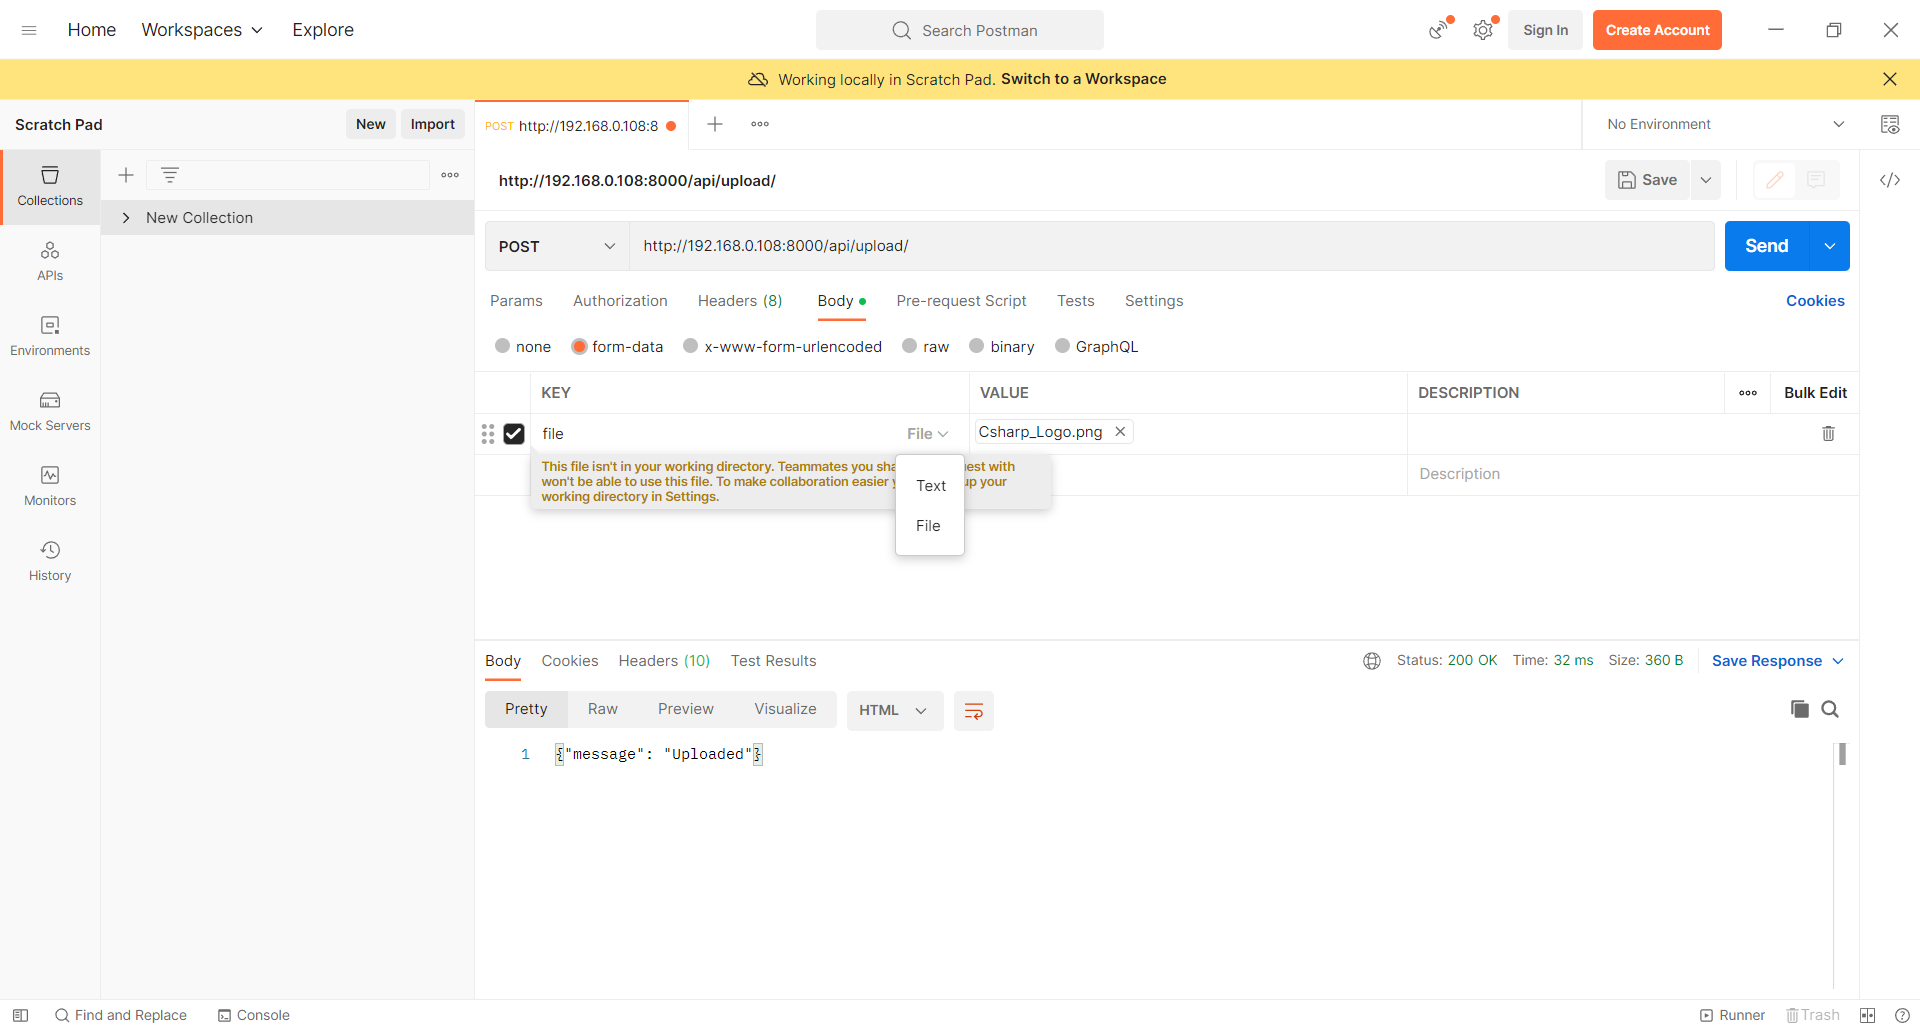 Home Workspaces Explore Search Postman Sign In Create Account
Working locally in Scratch Pad. Switch to a Workspace
Scratch Pad New Import POST http://192.168.0.108:8 No Environment
Collections
APIs
Environments
Mock Servers
Monitors
History
New Collection
http://192.168.0.108:8000/api/upload/ Save
POST http://192.168.0.108:8000/api/upload/ Send
Params Authorization Headers (8) Body Pre-request Script Tests Settings Cookies
none form-data x-www-form-urlencoded raw binary GraphQL
KEY VALUE DESCRIPTION Bulk Edit
file File Csharp_Logo.png
This file isn't in your working directory. Teammates you sha est with
won't be able to use this file. To make collaboration easier up your
working directory in Settings.
Text
File
Description
Body Cookies Headers (10) Test Results Status: 200 OK Time: 32 ms Size: 360 B Save Response
Pretty Raw Preview Visualize HTML
1 {"message": "Uploaded"}
Find and Replace Console Runner Trash